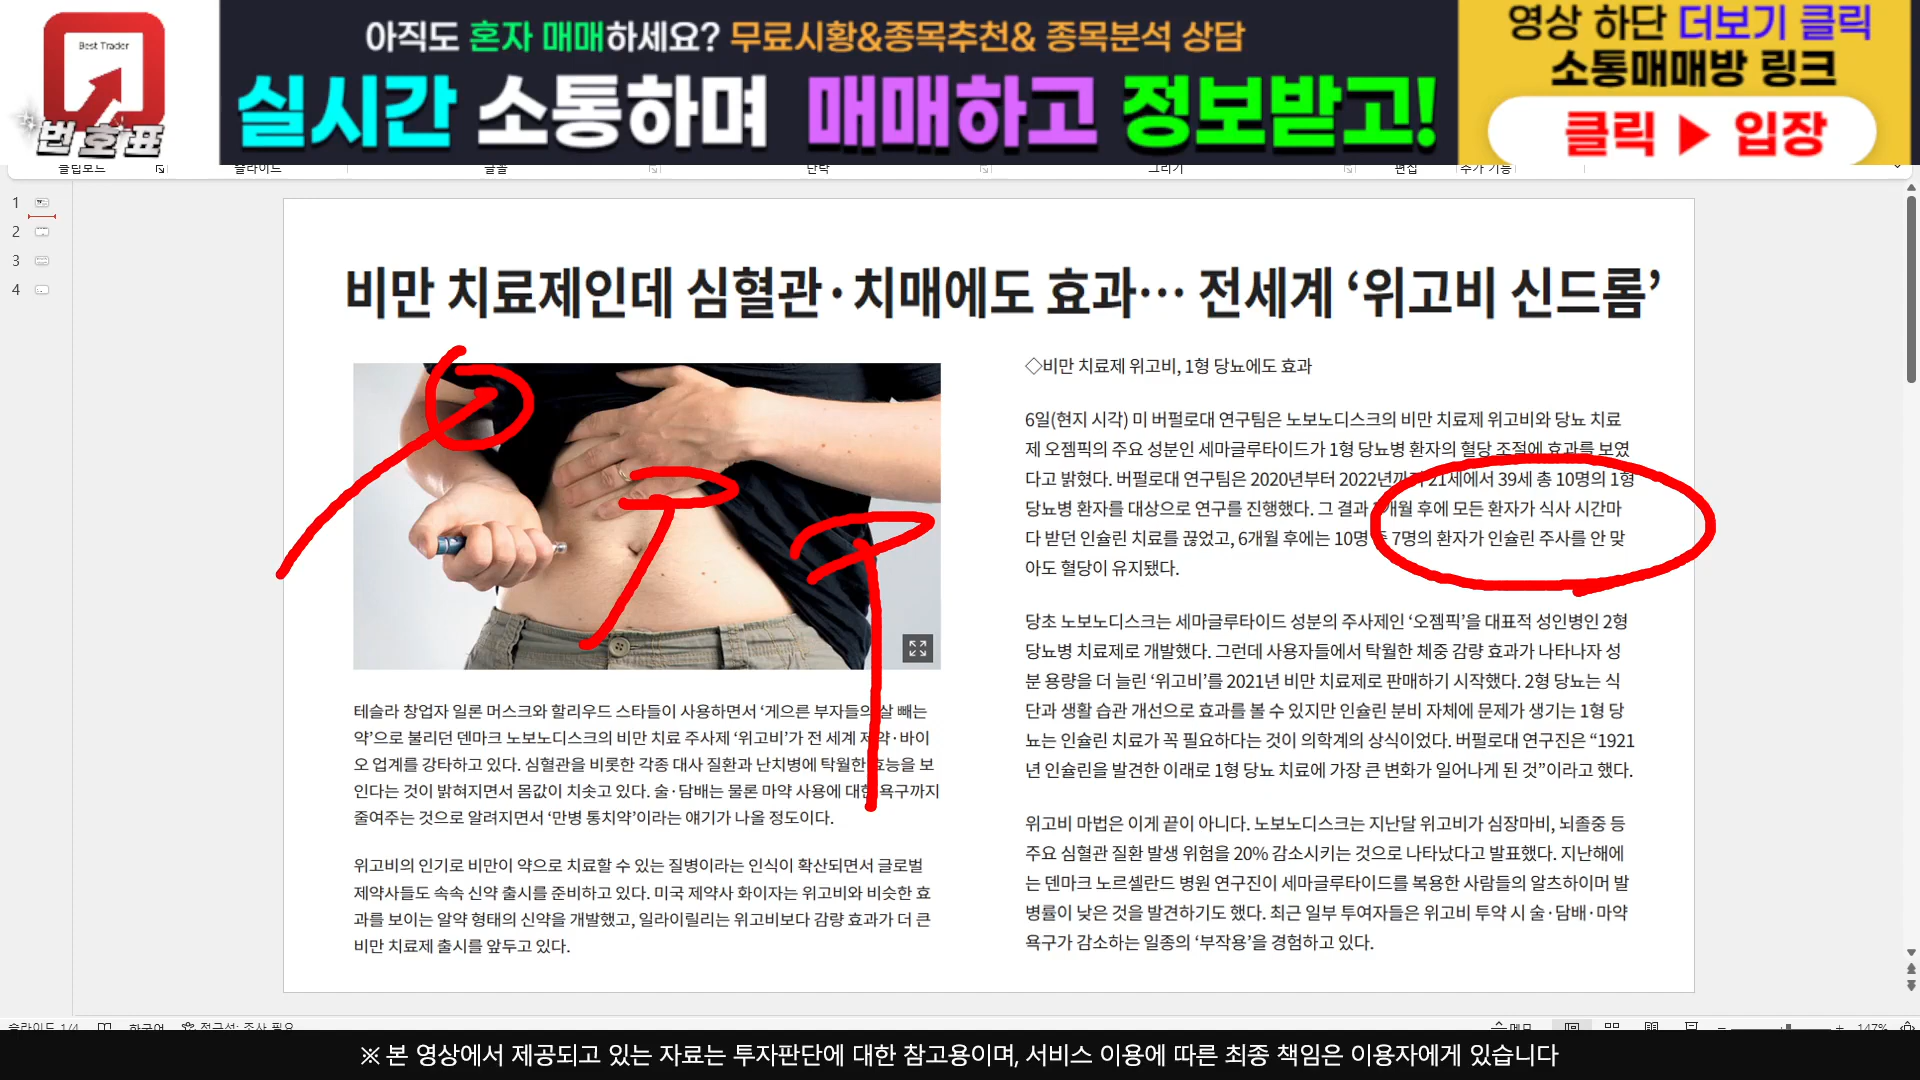 Best Trader
번호표
아직도 혼자 매매하세요? 무료시황&종목추천& 종목분석 상담
실시간 소통하며 매매하고 정보받고!
영상 하단 더보기 클릭
소통매매방 링크
클릭 ▶ 입장
클립보드 슬라이드 글꼴 단락 그리기 편집 추가 기능
1
2
3
4
비만 치료제인데 심혈관·치매에도 효과… 전세계 ‘위고비 신드롬’
테슬라 창업자 일론 머스크와 할리우드 스타들이 사용하면서 ‘게으른 부자들의 살 빼는
약’으로 불리던 덴마크 노보노디스크의 비만 치료 주사제 ‘위고비’가 전 세계 제약·바이
오 업계를 강타하고 있다. 심혈관을 비롯한 각종 대사 질환과 난치병에 탁월한 효능을 보
인다는 것이 밝혀지면서 몸값이 치솟고 있다. 술·담배는 물론 마약 사용에 대한 욕구까지
줄여주는 것으로 알려지면서 ‘만병 통치약’이라는 얘기가 나올 정도이다.
위고비의 인기로 비만이 약으로 치료할 수 있는 질병이라는 인식이 확산되면서 글로벌
제약사들도 속속 신약 출시를 준비하고 있다. 미국 제약사 화이자는 위고비와 비슷한 효
과를 보이는 알약 형태의 신약을 개발했고, 일라이릴리는 위고비보다 감량 효과가 더 큰
비만 치료제 출시를 앞두고 있다.
◇비만 치료제 위고비, 1형 당뇨에도 효과
6일(현지 시각) 미 버펄로대 연구팀은 노보노디스크의 비만 치료제 위고비와 당뇨 치료
제 오젬픽의 주요 성분인 세마글루타이드가 1형 당뇨병 환자의 혈당 조절에 효과를 보였
다고 밝혔다. 버펄로대 연구팀은 2020년부터 2022년까지 21세에서 39세 총 10명의 1형
당뇨병 환자를 대상으로 연구를 진행했다. 그 결과 개월 후에 모든 환자가 식사 시간마
다 받던 인슐린 치료를 끊었고, 6개월 후에는 10명 중 7명의 환자가 인슐린 주사를 안 맞
아도 혈당이 유지됐다.
당초 노보노디스크는 세마글루타이드 성분의 주사제인 ‘오젬픽’을 대표적 성인병인 2형
당뇨병 치료제로 개발했다. 그런데 사용자들에서 탁월한 체중 감량 효과가 나타나자 성
분 용량을 더 늘린 ‘위고비’를 2021년 비만 치료제로 판매하기 시작했다. 2형 당뇨는 식
단과 생활 습관 개선으로 효과를 볼 수 있지만 인슐린 분비 자체에 문제가 생기는 1형 당
뇨는 인슐린 치료가 꼭 필요하다는 것이 의학계의 상식이었다. 버펄로대 연구진은 “1921
년 인슐린을 발견한 이래로 1형 당뇨 치료에 가장 큰 변화가 일어나게 된 것”이라고 했다.
위고비 마법은 이게 끝이 아니다. 노보노디스크는 지난달 위고비가 심장마비, 뇌졸중 등
주요 심혈관 질환 발생 위험을 20% 감소시키는 것으로 나타났다고 발표했다. 지난해에
는 덴마크 노르셸란드 병원 연구진이 세마글루타이드를 복용한 사람들의 알츠하이머 발
병률이 낮은 것을 발견하기도 했다. 최근 일부 투여자들은 위고비 투약 시 술·담배·마약
욕구가 감소하는 일종의 ‘부작용’을 경험하고 있다.
슬라이드 1/4 한국어 접근성: 조사 필요 메모 147%
※ 본 영상에서 제공되고 있는 자료는 투자판단에 대한 참고용이며, 서비스 이용에 따른 최종 책임은 이용자에게 있습니다